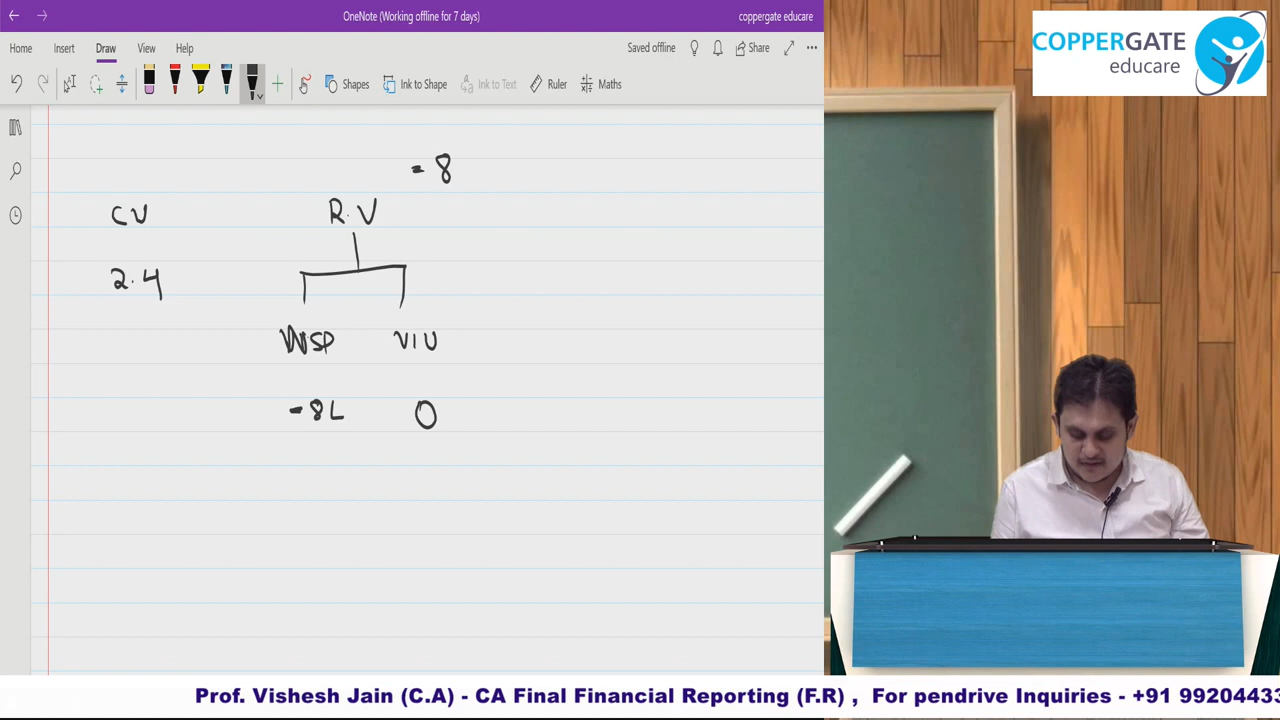 OneNote (Working offline for 7 days)
coppergate educare
Home Insert Draw View Help
Saved offline Share
Shapes Ink to Shape Ink to Text Ruler Maths
COPPERGATE
educare
= 8
CV R.V
2.4
VIU
-8L 0
Prof. Vishesh Jain (C.A) - CA Final Financial Reporting (F.R) , For pendrive Inquiries - +91 9920443